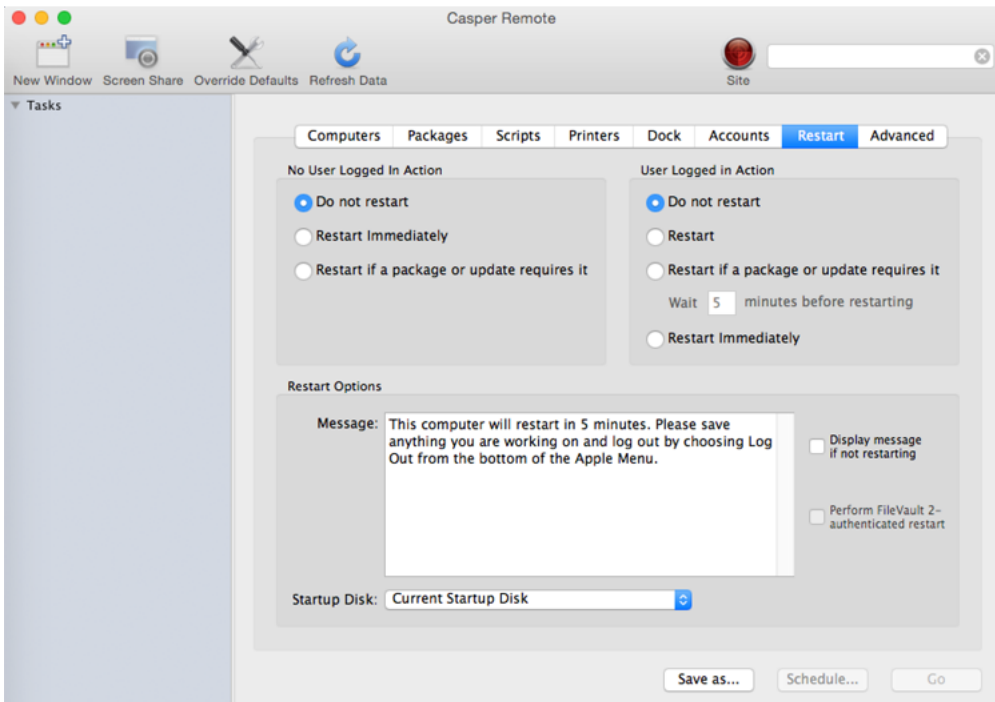 Casper Remote
New Window Screen Share Override Defaults Refresh Data Site
Tasks
Computers Packages Scripts Printers Dock Accounts Restart Advanced
No User Logged In Action
Do not restart
Restart Immediately
Restart if a package or update requires it
User Logged in Action
Do not restart
Restart
Restart if a package or update requires it
Wait 5 minutes before restarting
Restart Immediately
Restart Options
Message:
This computer will restart in 5 minutes. Please save
anything you are working on and log out by choosing Log
Out from the bottom of the Apple Menu.
Display message
if not restarting
Perform FileVault 2-
authenticated restart
Startup Disk: Current Startup Disk
Save as... Schedule... Go